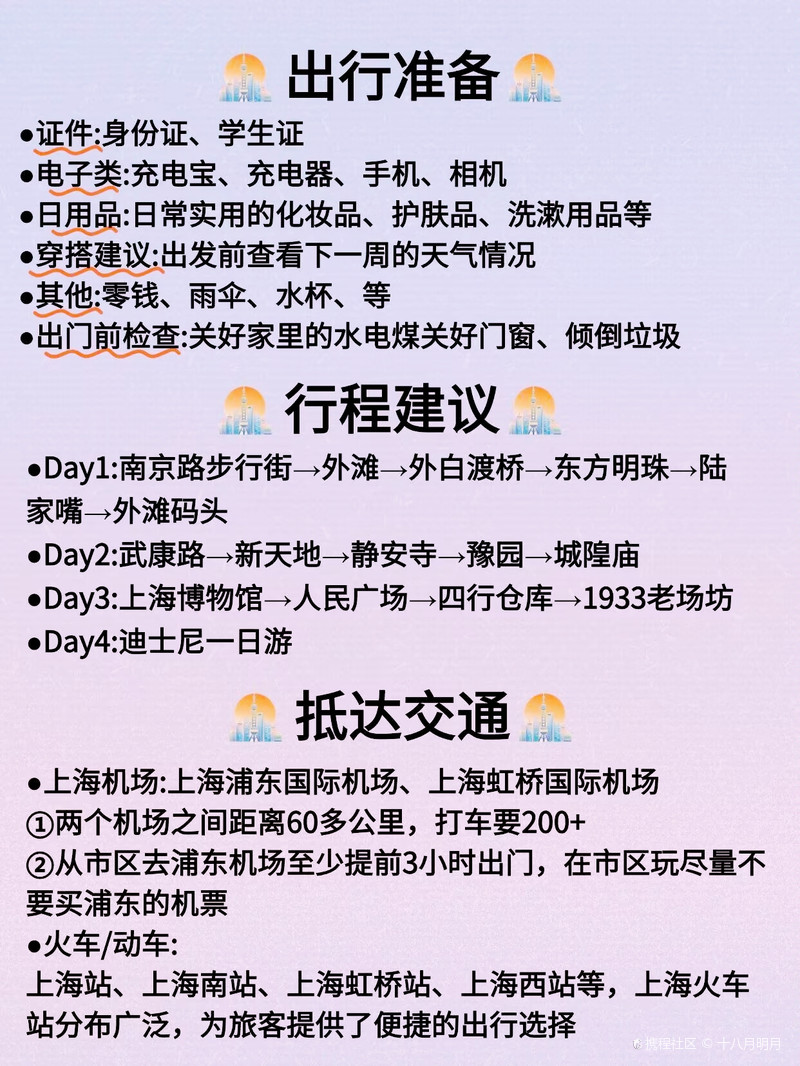 出行准备
●证件:身份证、学生证
●电子类:充电宝、充电器、手机、相机
●日用品:日常实用的化妆品、护肤品、洗漱用品等
●穿搭建议:出发前查看下一周的天气情况
●其他:零钱、雨伞、水杯、等
●出门前检查:关好家里的水电煤关好门窗、倾倒垃圾
行程建议
●Day1:南京路步行街→外滩→外白渡桥→东方明珠→陆
家嘴→外滩码头
●Day2:武康路→新天地→静安寺→豫园→城隍庙
●Day3:上海博物馆→人民广场→四行仓库→1933老场坊
●Day4:迪士尼一日游
抵达交通
●上海机场:上海浦东国际机场、上海虹桥国际机场
①两个机场之间距离60多公里，打车要200+
②从市区去浦东机场至少提前3小时出门，在市区玩尽量不
要买浦东的机票
●火车/动车:
上海站、上海南站、上海虹桥站、上海西站等，上海火车
站分布广泛，为旅客提供了便捷的出行选择
携程社区 © 十八月明月